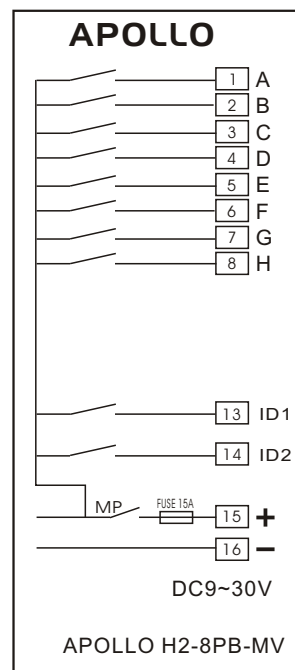 APOLLO
1 A
2 B
3 C
4 D
5 E
6 F
7 G
8 H
13 ID1
14 ID2
MP FUSE 15A 15 +
16 −
DC9~30V
APOLLO H2-8PB-MV